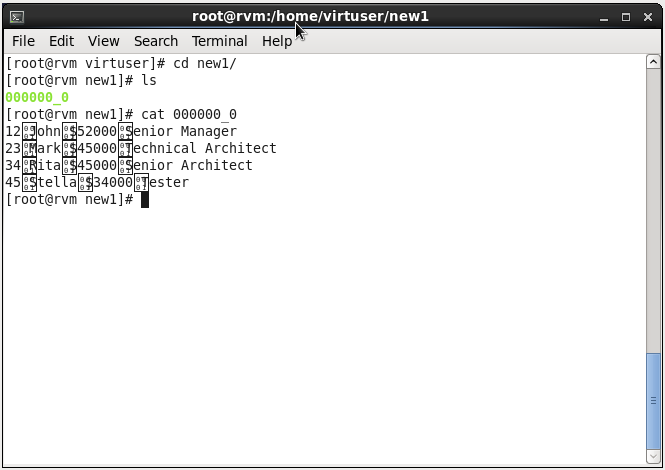 root@rvm:/home/virtuser/new1
File Edit View Search Terminal Help
[root@rvm virtuser]# cd new1/
[root@rvm new1]# ls
000000_0
[root@rvm new1]# cat 000000_0
12John$52000Senior Manager
23Mark$45000Technical Architect
34Rita$45000Senior Architect
45Stella$34000Tester
[root@rvm new1]#